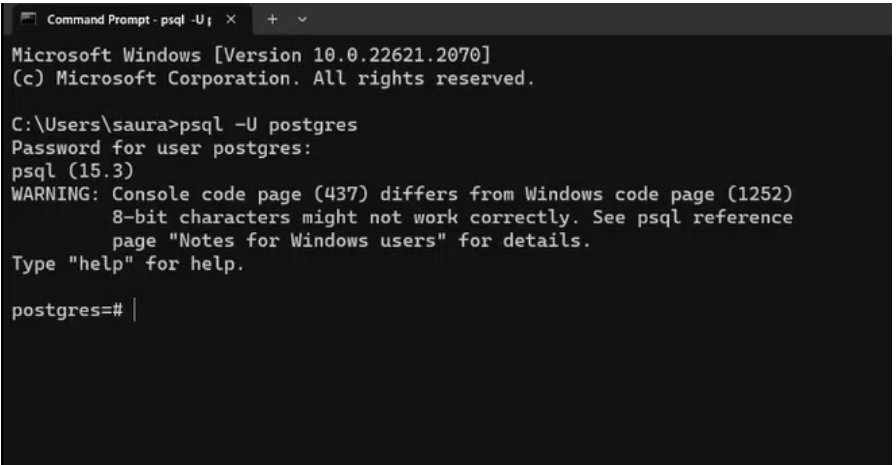 Command Prompt - psql -U p
Microsoft Windows [Version 10.0.22621.2070]
(c) Microsoft Corporation. All rights reserved.
C:\Users\saura>psql -U postgres
Password for user postgres:
psql (15.3)
WARNING: Console code page (437) differs from Windows code page (1252)
         8-bit characters might not work correctly. See psql reference
         page "Notes for Windows users" for details.
Type "help" for help.
postgres=#